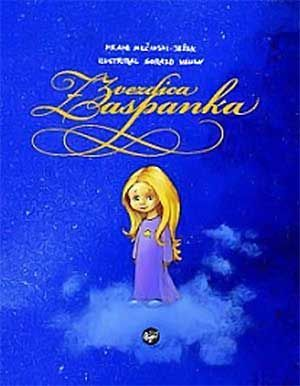 FRANE MILČINSKI-JEŽEK
ILUSTRIRAL GORAZD VAHEN
Zvezdica
Zaspanka